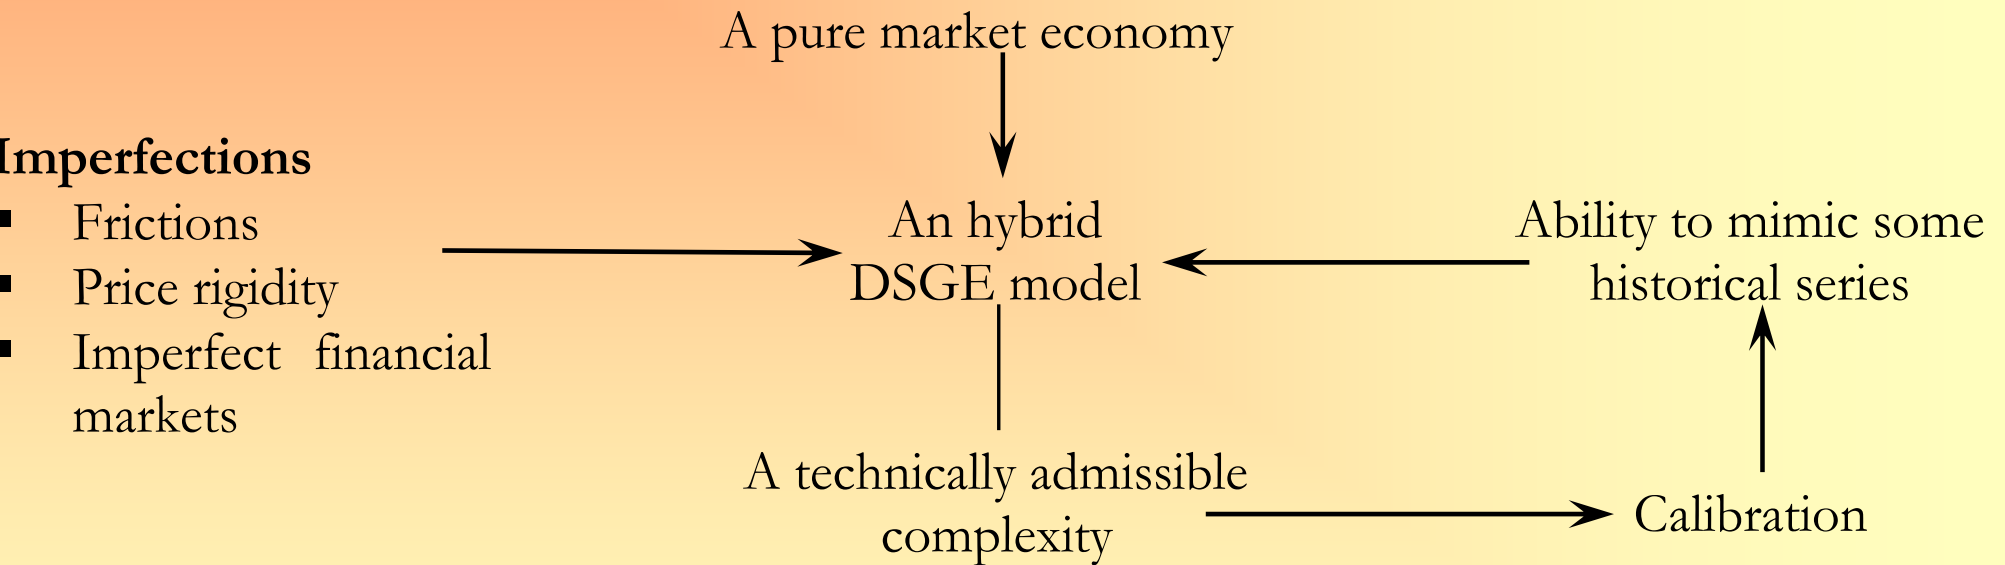 A pure market economy
Imperfections
▪ Frictions
▪ Price rigidity
▪ Imperfect financial
markets
An hybrid
DSGE model
Ability to mimic some
historical series
A technically admissible
complexity
Calibration